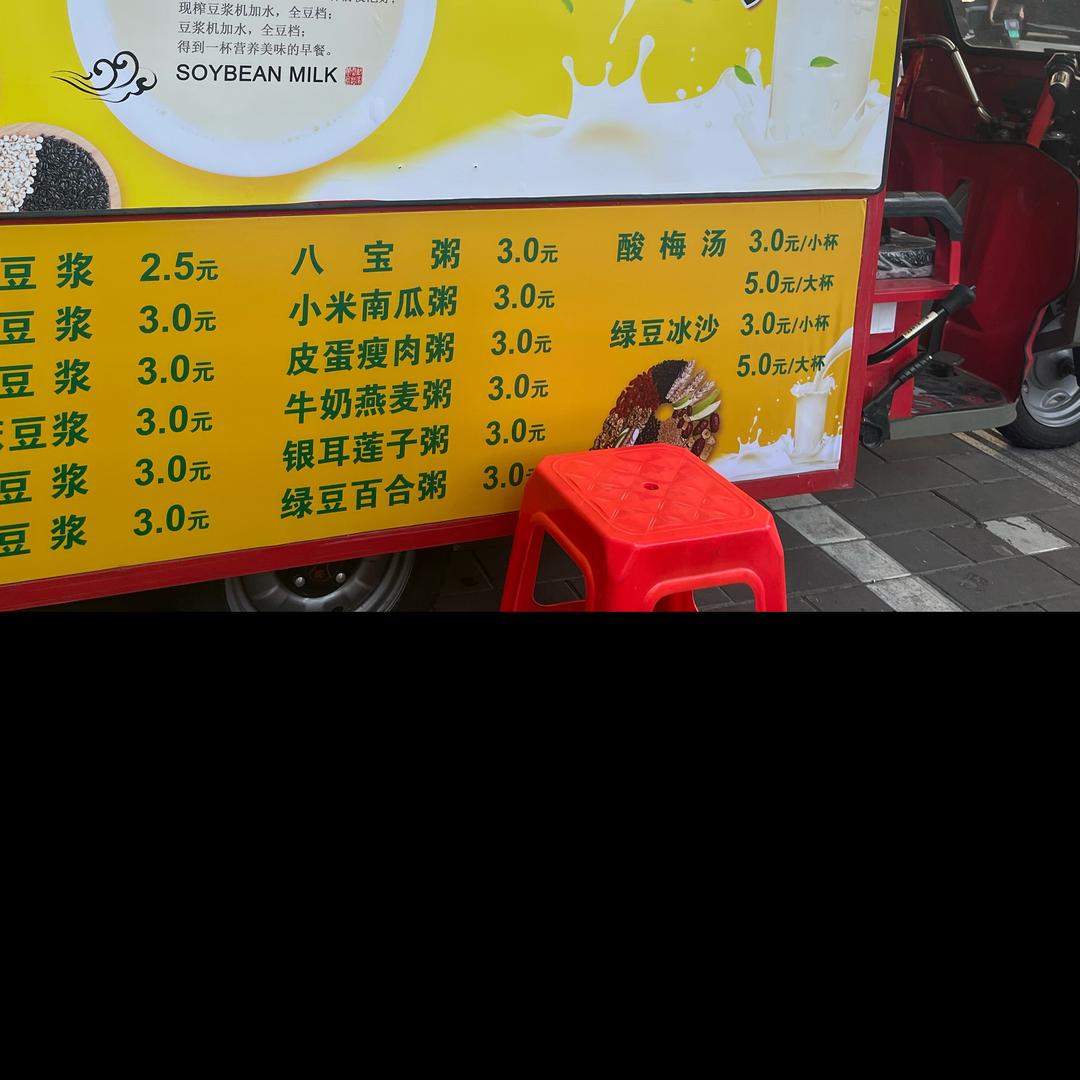 现榨豆浆机加水，全豆档；
豆浆机加水，全豆档；
得到一杯营养美味的早餐。
SOYBEAN MILK
豆浆 2.5元
豆浆 3.0元
豆浆 3.0元
豆浆 3.0元
豆浆 3.0元
豆浆 3.0元
八宝粥 3.0元
小米南瓜粥 3.0元
皮蛋瘦肉粥 3.0元
牛奶燕麦粥 3.0元
银耳莲子粥 3.0元
绿豆百合粥 3.0
酸梅汤 3.0元/小杯
5.0元/大杯
绿豆冰沙 3.0元/小杯
5.0元/大杯